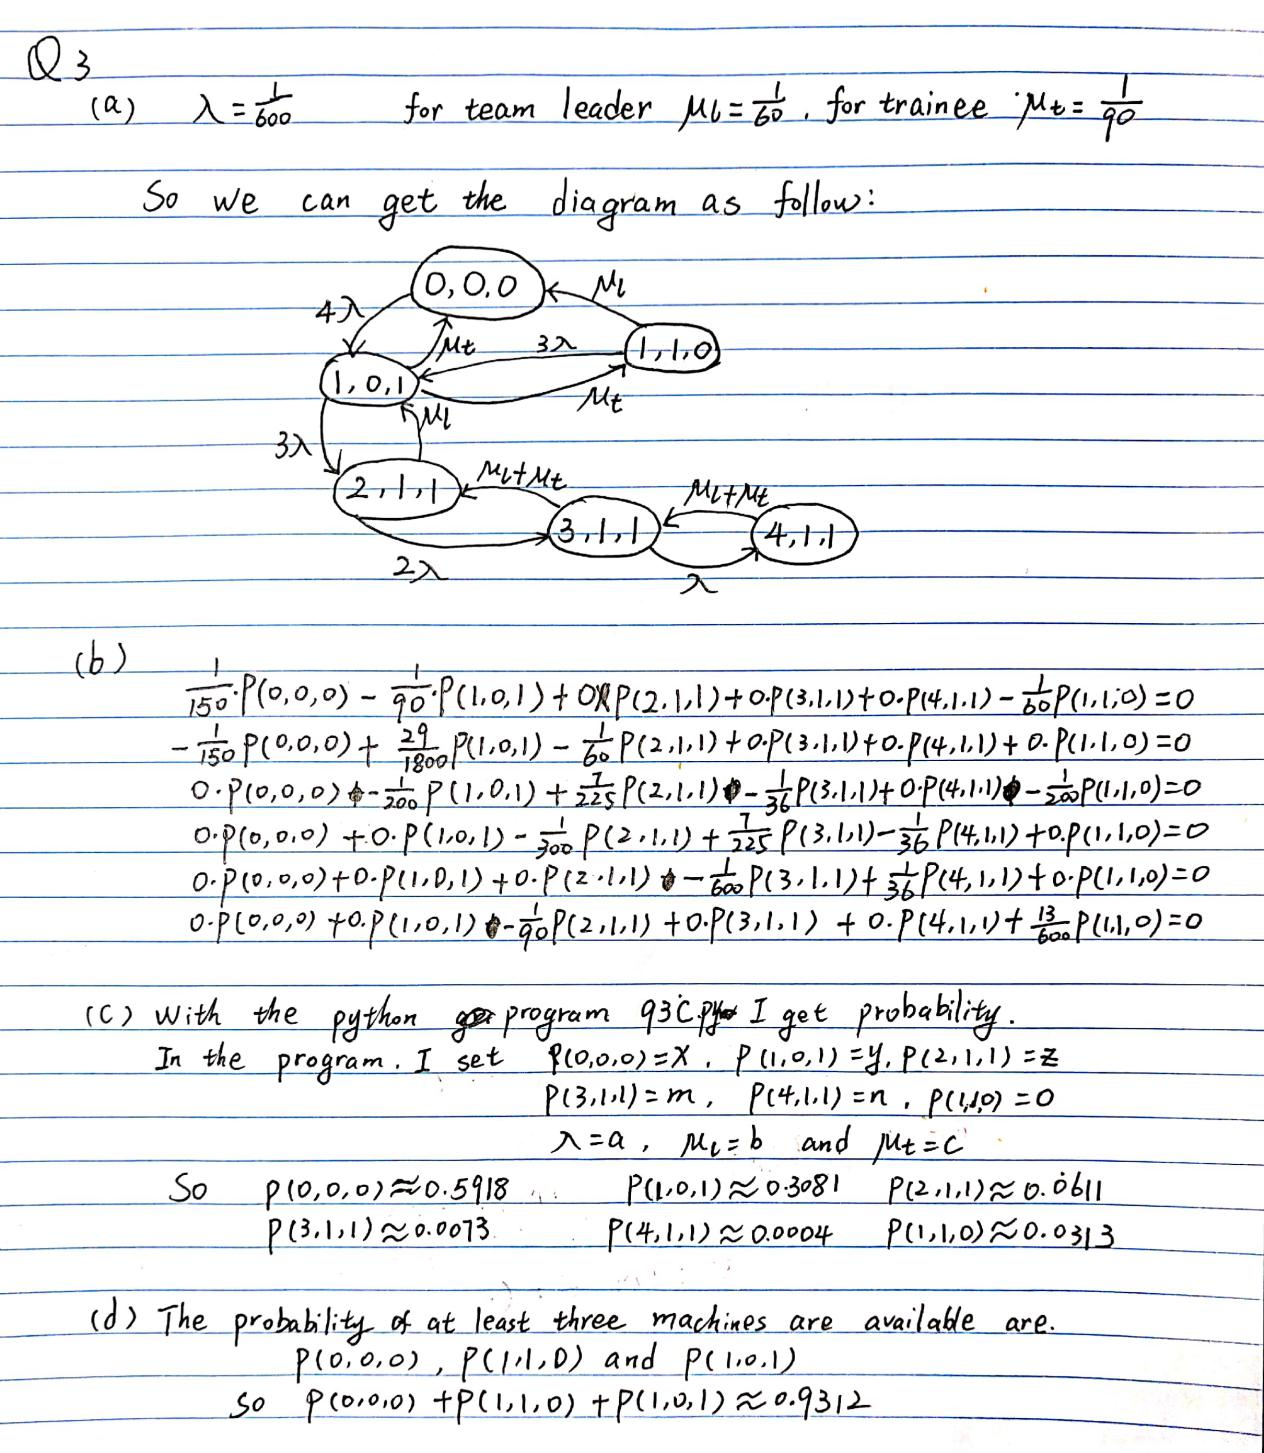 Q3
(a) λ = 1/600 for team leader μl = 1/60 , for trainee μt = 1/90
So we can get the diagram as follow:
0,0,0
μl
4λ
μt
3λ
1,1,0
1,0,1
μt
μl
3λ
2,1,1
μl+μt
μl+μt
3,1,1
4,1,1
2λ
λ
(b)
1/150·P(0,0,0) - 1/90·P(1,0,1) + 0·P(2,1,1) + 0·P(3,1,1) + 0·P(4,1,1) - 1/60 P(1,1,0) = 0
- 1/150 P(0,0,0) + 29/1800 P(1,0,1) - 1/60 P(2,1,1) + 0·P(3,1,1) + 0·P(4,1,1) + 0·P(1,1,0) = 0
0·P(0,0,0) - 1/200 P(1,0,1) + 7/225 P(2,1,1) - 1/36 P(3,1,1) + 0·P(4,1,1) - 1/200 P(1,1,0) = 0
0·P(0,0,0) + 0·P(1,0,1) - 1/300 P(2,1,1) + 7/225 P(3,1,1) - 1/36 P(4,1,1) + 0·P(1,1,0) = 0
0·P(0,0,0) + 0·P(1,0,1) + 0·P(2,1,1) - 1/600 P(3,1,1) + 1/36 P(4,1,1) + 0·P(1,1,0) = 0
0·P(0,0,0) + 0·P(1,0,1) - 1/90 P(2,1,1) + 0·P(3,1,1) + 0·P(4,1,1) + 13/600 P(1,1,0) = 0
(C) With the python program q3c.py I get probability.
In the program. I set P(0,0,0) = x , P(1,0,1) = y, P(2,1,1) = z
P(3,1,1) = m, P(4,1,1) = n , P(1,1,0) = 0
λ = a , μl = b and μt = c
So P(0,0,0) ≈ 0.5918 P(1,0,1) ≈ 0.3081 P(2,1,1) ≈ 0.0611
P(3,1,1) ≈ 0.0073 P(4,1,1) ≈ 0.0004 P(1,1,0) ≈ 0.0313
(d) The probability of at least three machines are available are.
P(0,0,0) , P(1,1,0) and P(1,0,1)
So P(0,0,0) + P(1,1,0) + P(1,0,1) ≈ 0.9312